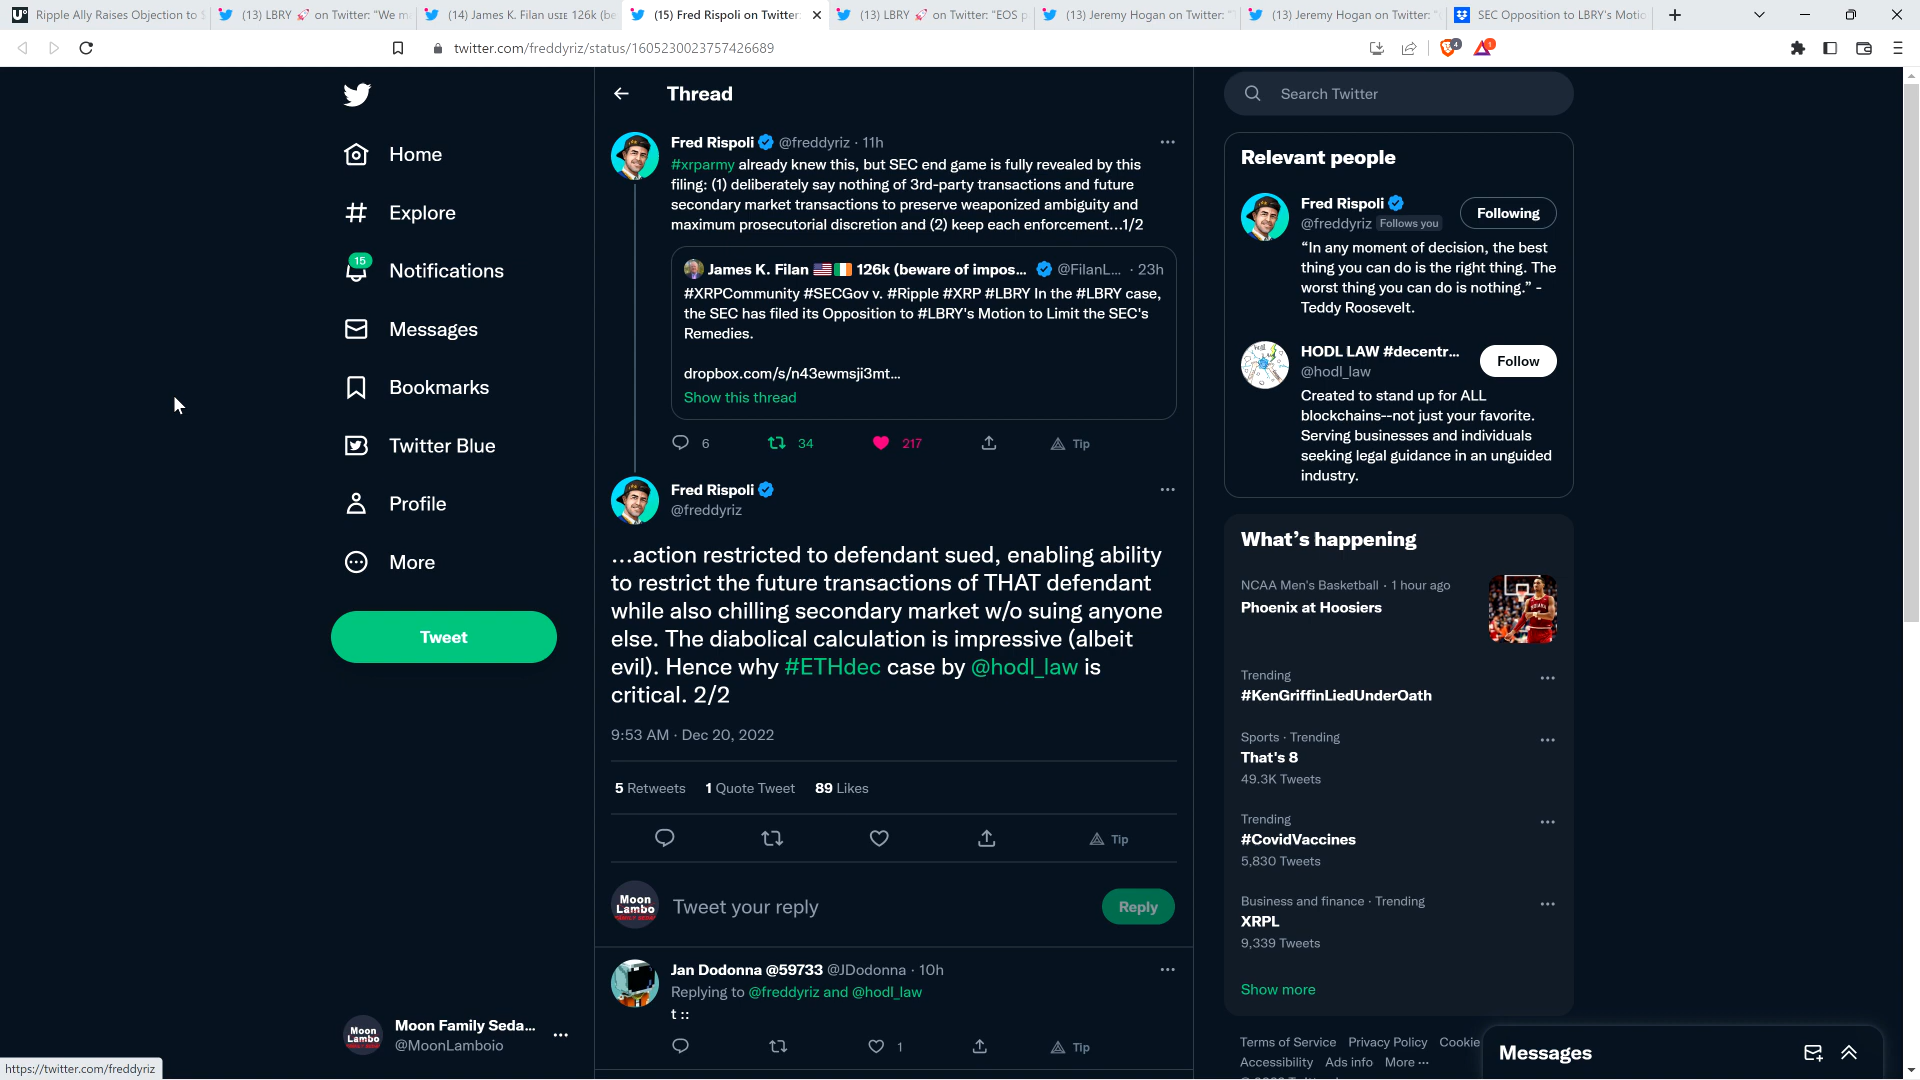 Ripple Ally Raises Objection to S
(13) LBRY 🚀 on Twitter: "We m
(14) James K. Filan 🇺🇸🇮🇪 126k (be
(15) Fred Rispoli on Twitter:
(13) LBRY 🚀 on Twitter: "EOS p
(13) Jeremy Hogan on Twitter: "
(13) Jeremy Hogan on Twitter: "
SEC Opposition to LBRY's Motio
twitter.com/freddyriz/status/1605230023757426689
4
1
Home
Explore
15
Notifications
Messages
Bookmarks
Twitter Blue
Profile
More
Tweet
Moon Lambo
Moon Family Seda...
@MoonLamboio
https://twitter.com/freddyriz
Thread
Fred Rispoli @freddyriz · 11h
#xrparmy already knew this, but SEC end game is fully revealed by this
filing: (1) deliberately say nothing of 3rd-party transactions and future
secondary market transactions to preserve weaponized ambiguity and
maximum prosecutorial discretion and (2) keep each enforcement...1/2
James K. Filan 🇺🇸🇮🇪 126k (beware of impos... @FilanL... · 23h
#XRPCommunity #SECGov v. #Ripple #XRP #LBRY In the #LBRY case,
the SEC has filed its Opposition to #LBRY's Motion to Limit the SEC's
Remedies.
dropbox.com/s/n43ewmsji3mt...
Show this thread
6 34 217 Tip
Fred Rispoli
@freddyriz
...action restricted to defendant sued, enabling ability
to restrict the future transactions of THAT defendant
while also chilling secondary market w/o suing anyone
else. The diabolical calculation is impressive (albeit
evil). Hence why #ETHdec case by @hodl_law is
critical. 2/2
9:53 AM · Dec 20, 2022
5 Retweets 1 Quote Tweet 89 Likes
Tip
Moon
Lambo
Tweet your reply
Reply
Jan Dodonna @59733 @JDodonna · 10h
Replying to @freddyriz and @hodl_law
t ::
1 Tip
Search Twitter
Relevant people
Fred Rispoli
@freddyriz Follows you
Following
“In any moment of decision, the best
thing you can do is the right thing. The
worst thing you can do is nothing.” -
Teddy Roosevelt.
HODL LAW #decentr...
@hodl_law
Follow
Created to stand up for ALL
blockchains--not just your favorite.
Serving businesses and individuals
seeking legal guidance in an unguided
industry.
What’s happening
NCAA Men's Basketball · 1 hour ago
Phoenix at Hoosiers
Trending
#KenGriffinLiedUnderOath
Sports · Trending
That's 8
49.3K Tweets
Trending
#CovidVaccines
5,830 Tweets
Business and finance · Trending
XRPL
9,339 Tweets
Show more
Terms of Service Privacy Policy Cookie
Accessibility Ads info More ···
Messages